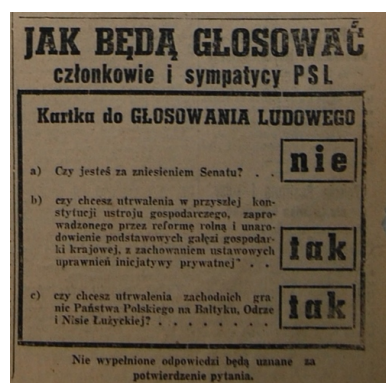 JAK BĘDĄ GŁOSOWAĆ
członkowie i sympatycy PSL
Kartka do GŁOSOWANIA LUDOWEGO
a) Czy jesteś za zniesieniem Senatu? . . nie
b) czy chcesz utrwalenia w przyszłej kon-
stytucji ustroju gospodarczego, zapro-
wadzonego przez reformę rolną i unaro-
dowienie podstawowych gałęzi gospodar-
ki krajowej, z zachowaniem ustawowych
uprawnień inicjatywy prywatnej" . . tak
c) czy chcesz utrwalenia zachodnich gra
nic Państwa Polskiego na Bałtyku, Odrze
i Nisie Łużyckiej? . . . . . . . . tak
Nie wypełnione odpowiedzi będą uznane za
potwierdzenie pytania.